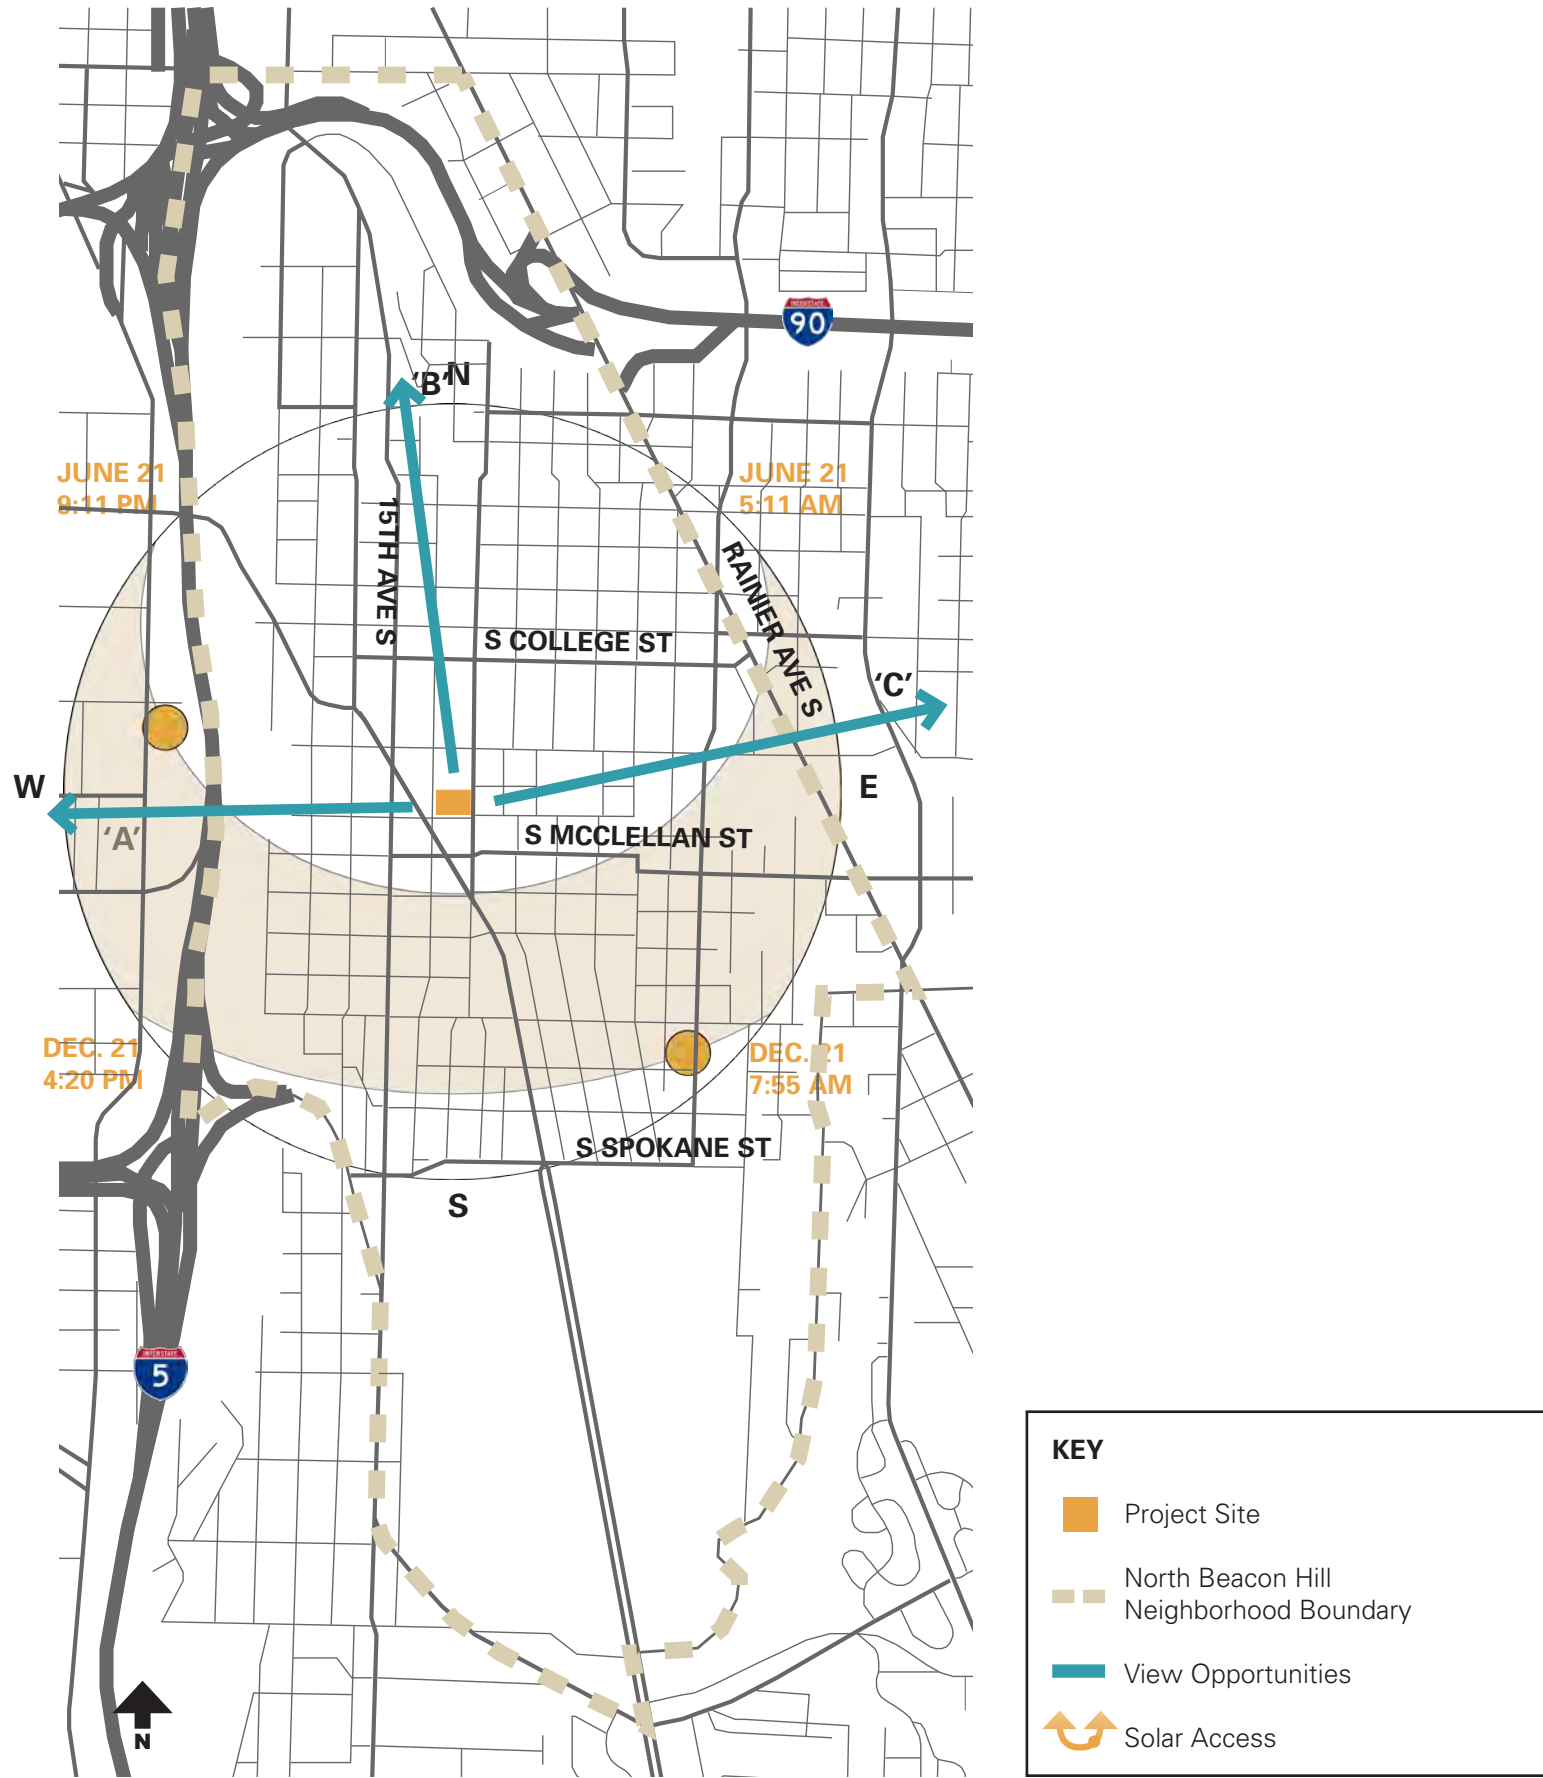 INTERSTATE
90
‘B’
N
JUNE 21
9:11 PM
JUNE 21
5:11 AM
15TH AVE S
RAINIER AVE S
S COLLEGE ST
‘C’
W
E
‘A’
S MCCLELLAN ST
DEC. 21
4:20 PM
DEC. 21
7:55 AM
S SPOKANE ST
S
INTERSTATE
5
N
KEY
Project Site
North Beacon Hill
Neighborhood Boundary
View Opportunities
Solar Access